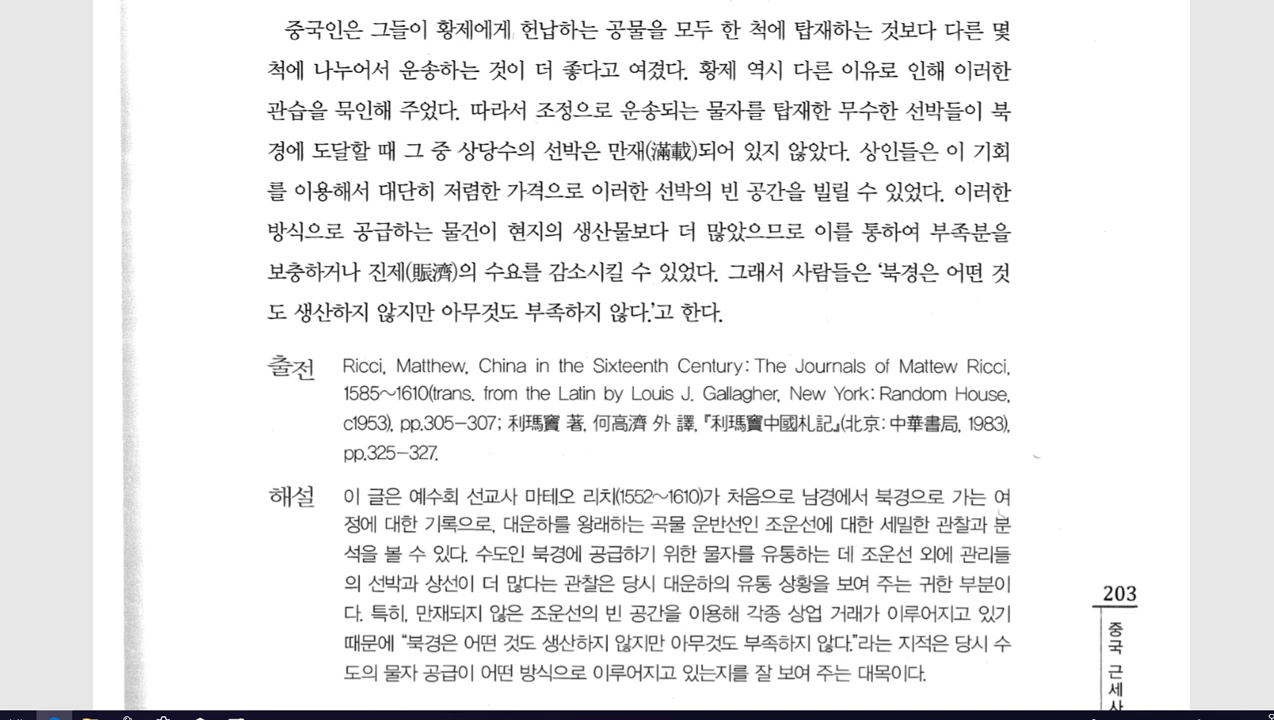 중국인은 그들이 황제에게 헌납하는 공물을 모두 한 척에 탑재하는 것보다 다른 몇
척에 나누어서 운송하는 것이 더 좋다고 여겼다. 황제 역시 다른 이유로 인해 이러한
관습을 묵인해 주었다. 따라서 조정으로 운송되는 물자를 탑재한 무수한 선박들이 북
경에 도달할 때 그 중 상당수의 선박은 만재(滿載)되어 있지 않았다. 상인들은 이 기회
를 이용해서 대단히 저렴한 가격으로 이러한 선박의 빈 공간을 빌릴 수 있었다. 이러한
방식으로 공급하는 물건이 현지의 생산물보다 더 많았으므로 이를 통하여 부족분을
보충하거나 진제(賑濟)의 수요를 감소시킬 수 있었다. 그래서 사람들은 ‘북경은 어떤 것
도 생산하지 않지만 아무것도 부족하지 않다.’고 한다.
출전 Ricci, Matthew, China in the Sixteenth Century: The Journals of Mattew Ricci,
1585~1610(trans. from the Latin by Louis J. Gallagher, New York: Random House,
c1953), pp.305-307; 利瑪竇 著, 何高濟 外 譯, 『利瑪竇中國札記』(北京: 中華書局, 1983),
pp.325-327.
해설 이 글은 예수회 선교사 마테오 리치(1552~1610)가 처음으로 남경에서 북경으로 가는 여
정에 대한 기록으로, 대운하를 왕래하는 곡물 운반선인 조운선에 대한 세밀한 관찰과 분
석을 볼 수 있다. 수도인 북경에 공급하기 위한 물자를 유통하는 데 조운선 외에 관리들
의 선박과 상선이 더 많다는 관찰은 당시 대운하의 유통 상황을 보여 주는 귀한 부분이
다. 특히, 만재되지 않은 조운선의 빈 공간을 이용해 각종 상업 거래가 이루어지고 있기
때문에 “북경은 어떤 것도 생산하지 않지만 아무것도 부족하지 않다.”라는 지적은 당시 수
도의 물자 공급이 어떤 방식으로 이루어지고 있는지를 잘 보여 주는 대목이다.
203
중국 근세사